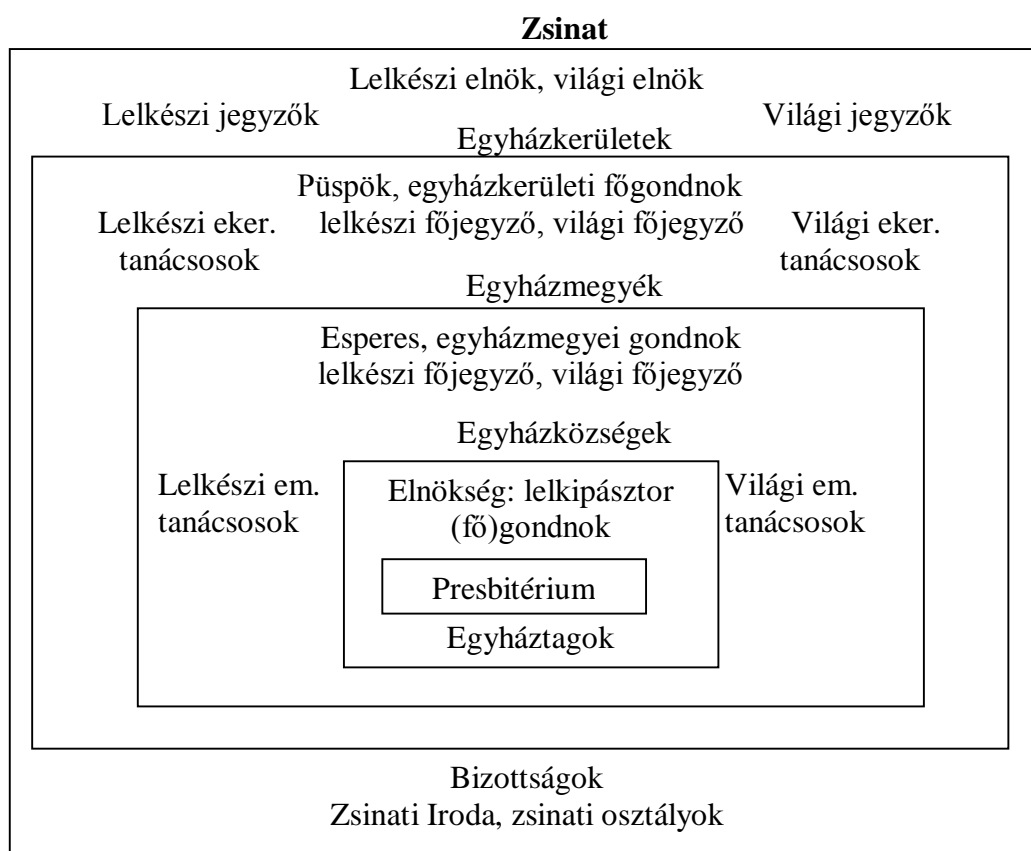 Zsinat
Lelkészi elnök, világi elnök
Lelkészi jegyzők
Világi jegyzők
Egyházkerületek
Püspök, egyházkerületi főgondnok
lelkészi főjegyző, világi főjegyző
Lelkészi eker.
tanácsosok
Világi eker.
tanácsosok
Egyházmegyék
Esperes, egyházmegyei gondnok
lelkészi főjegyző, világi főjegyző
Egyházközségek
Lelkészi em.
tanácsosok
Elnökség: lelkipásztor
(fő)gondnok
Világi em.
tanácsosok
Presbitérium
Egyháztagok
Bizottságok
Zsinati Iroda, zsinati osztályok